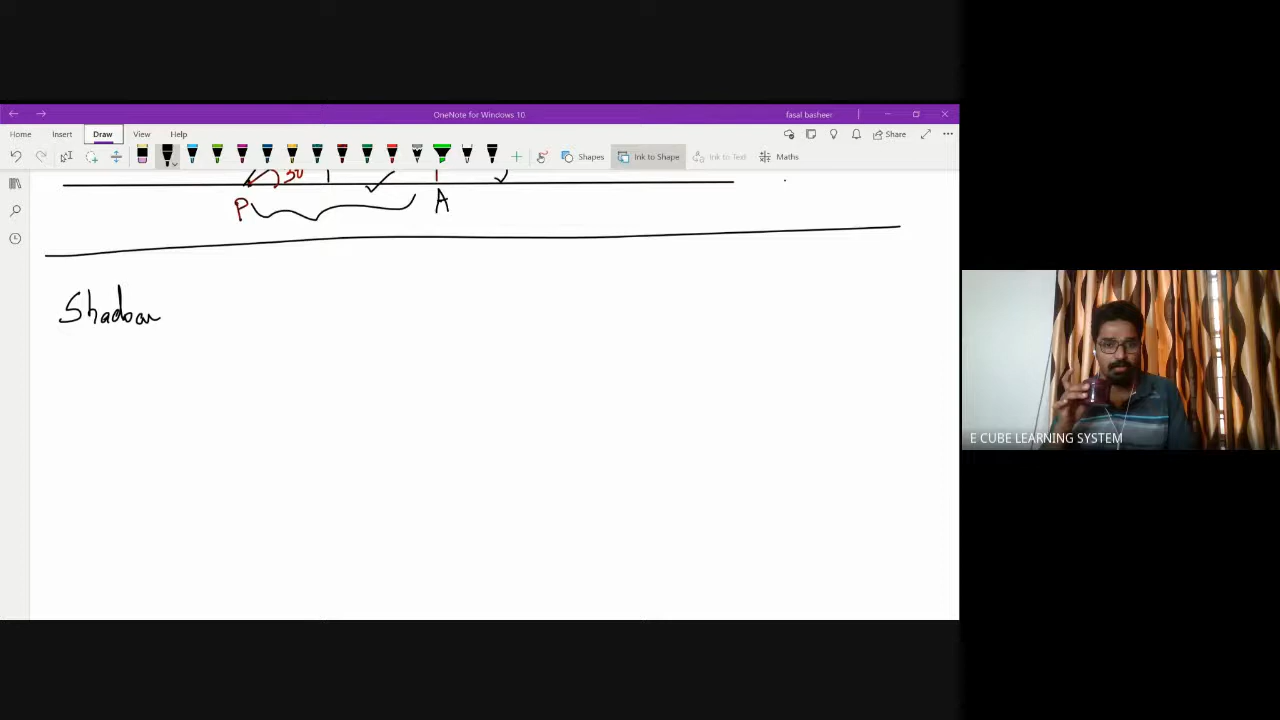 OneNote for Windows 10
fasal basheer
Home Insert Draw View Help
Share
Shapes Ink to Shape Ink to Text Maths
30
P A
Shadow
E CUBE LEARNING SYSTEM